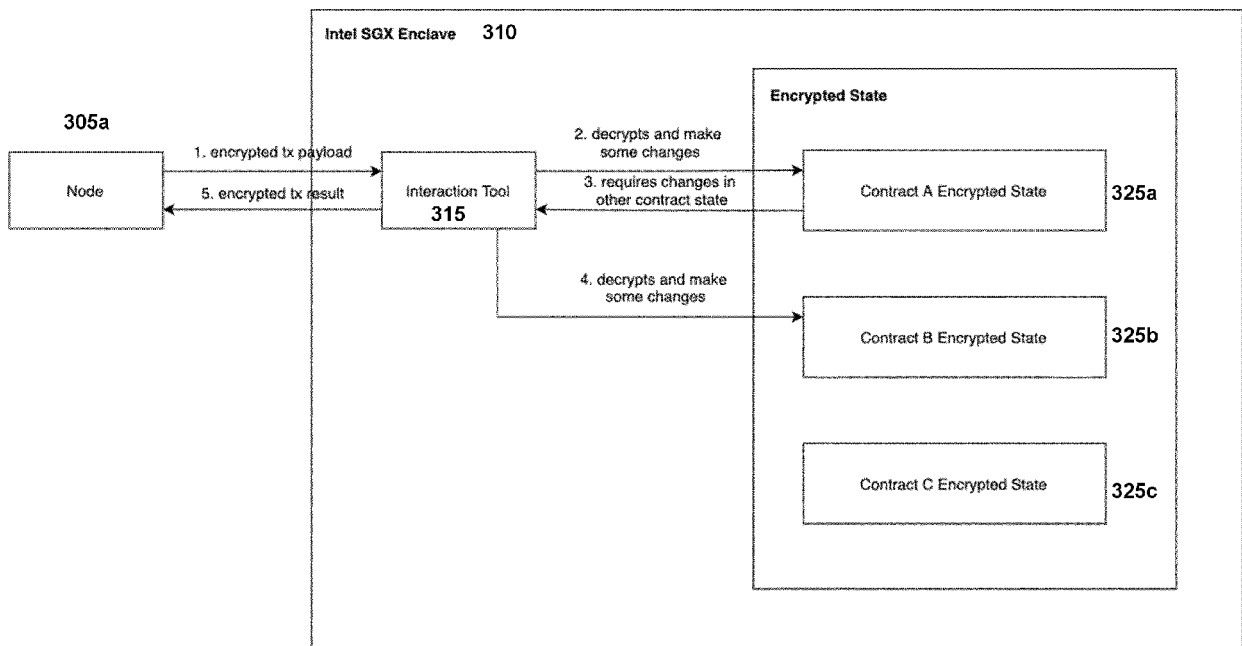 Intel SGX Enclave 310
Encrypted State
305a
Node
1. encrypted tx payload
5. encrypted tx result
Interaction Tool
315
2. decrypts and make
some changes
3. requires changes in
other contract state
Contract A Encrypted State
325a
4. decrypts and make
some changes
Contract B Encrypted State
325b
Contract C Encrypted State
325c